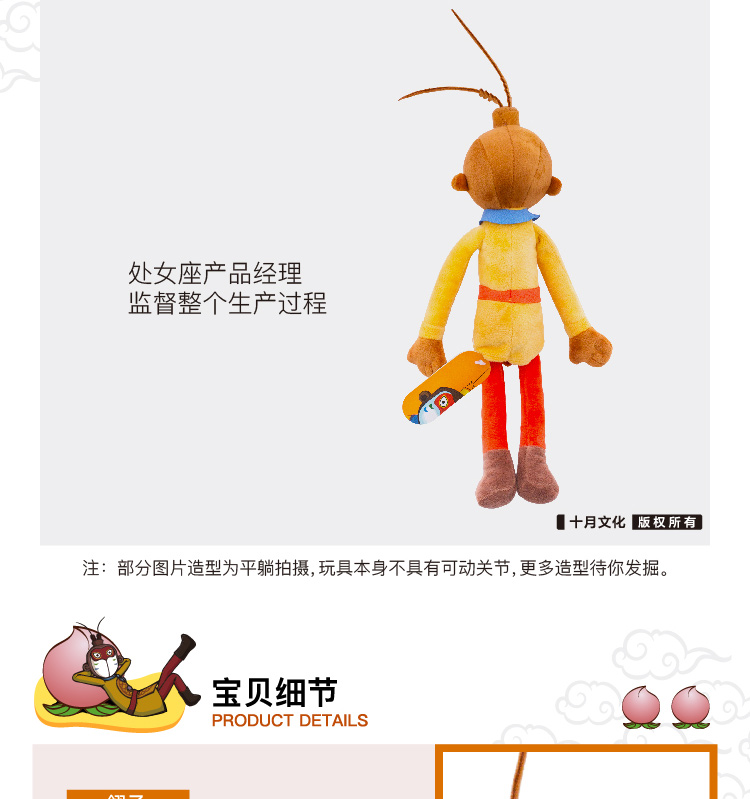 处女座产品经理
监督整个生产过程
十月文化 版权所有
注：部分图片造型为平躺拍摄,玩具本身不具有可动关节,更多造型待你发掘。
宝贝细节
PRODUCT DETAILS